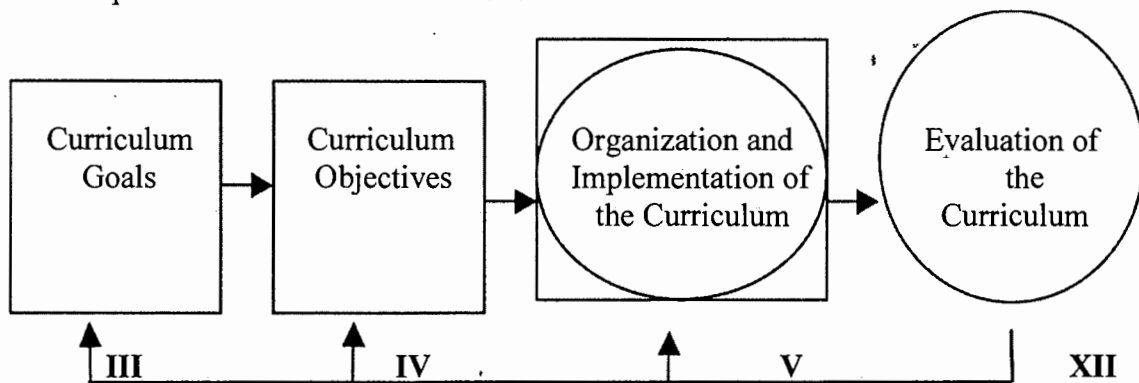 Curriculum
Goals
Curriculum
Objectives
Organization and
Implementation of
the Curriculum
Evaluation of
the
Curriculum
III
IV
V
XII